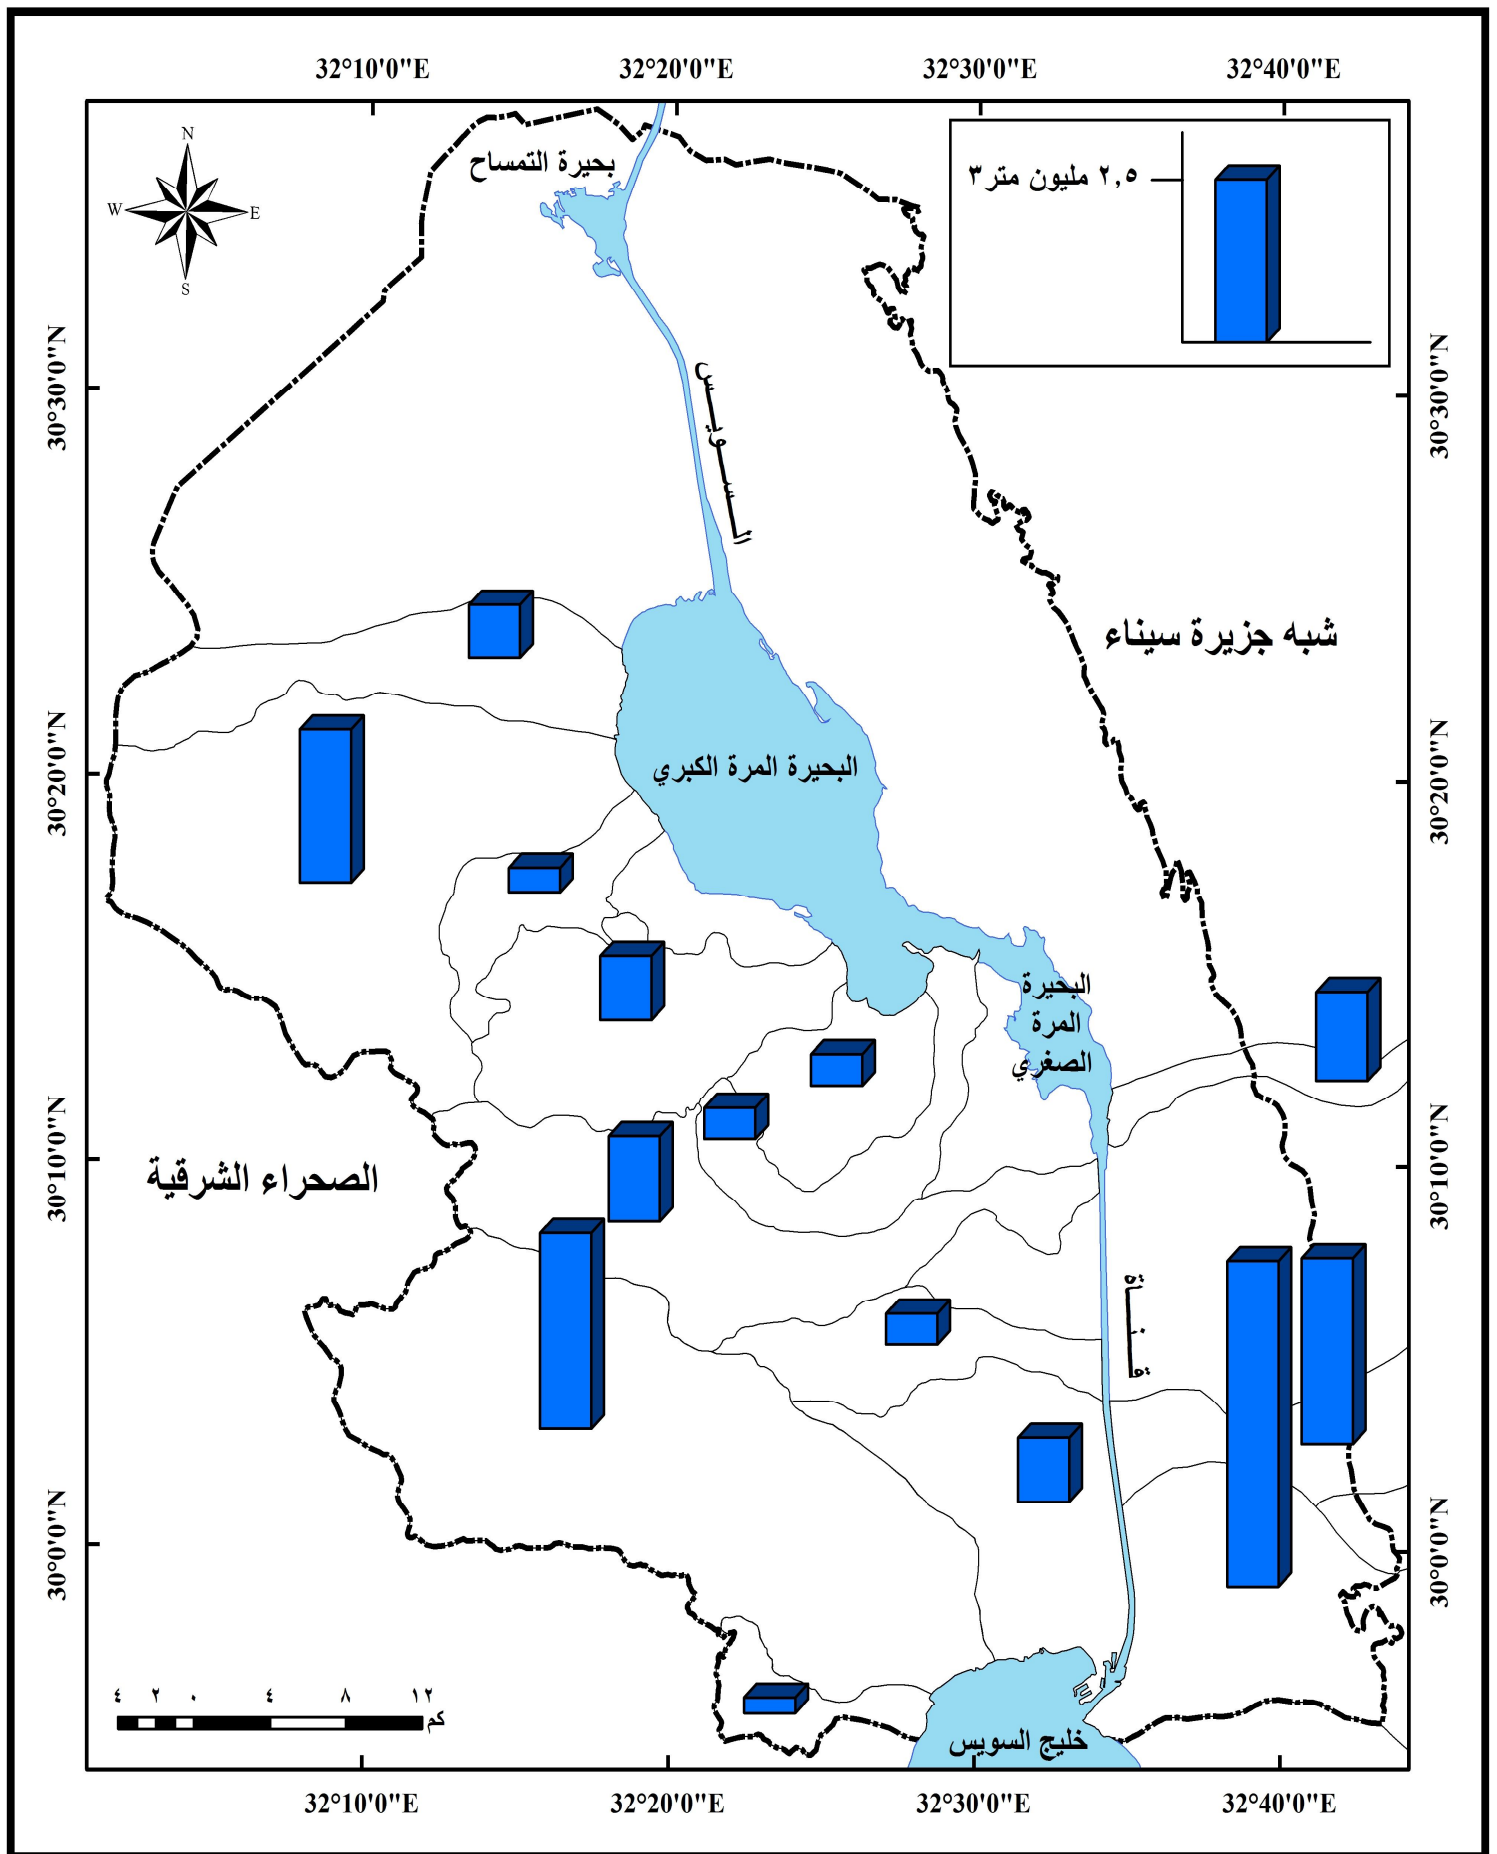 32°10'0"E 32°20'0"E 32°30'0"E 32°40'0"E
N
W E
S
بحيرة التمساح
٢,٥ مليون متر٣
30°30'0"N
30°30'0"N
الـــســـويـــس
شبه جزيرة سيناء
30°20'0"N
30°20'0"N
البحيرة المرة الكبري
البحيرة
المرة
الصغري
30°10'0"N
30°10'0"N
الصحراء الشرقية
قـــنـــاة
30°0'0"N
30°0'0"N
٤ ٢ ٠ ٤ ٨ ١٢
كم
خليج السويس
32°10'0"E 32°20'0"E 32°30'0"E 32°40'0"E